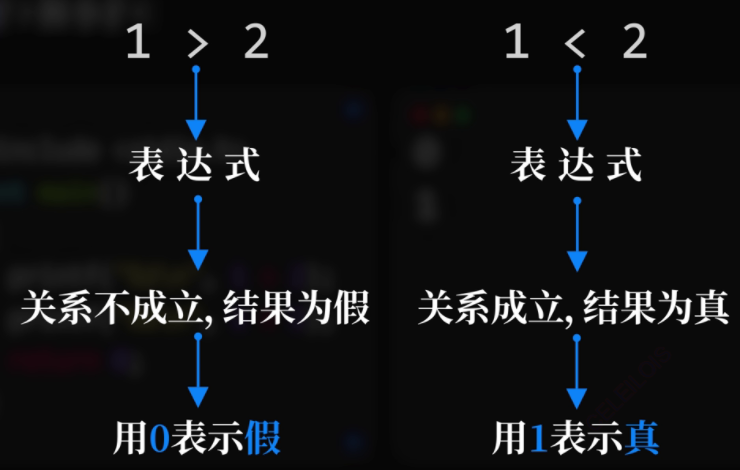 1 > 2
表达式
关系不成立, 结果为假
用0表示假
1 < 2
表达式
关系成立, 结果为真
用1表示真